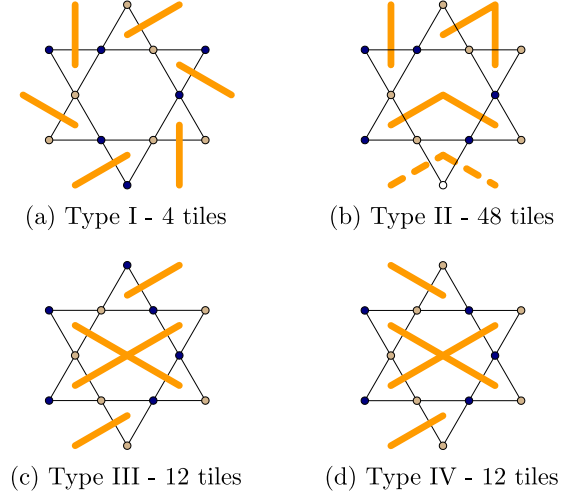 (a) Type I - 4 tiles
(b) Type II - 48 tiles
(c) Type III - 12 tiles
(d) Type IV - 12 tiles